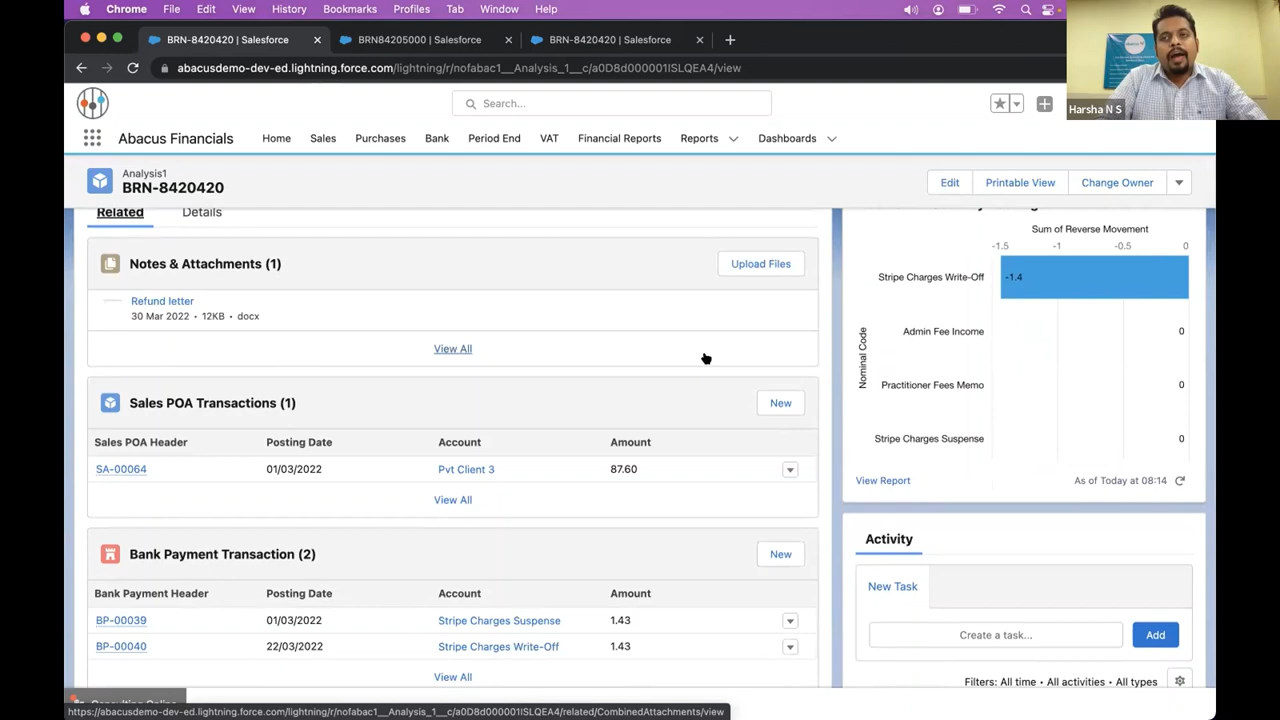 Chrome File Edit View History Bookmarks Profiles Tab Window Help
BRN-8420420 | Salesforce BRN84205000 | Salesforce BRN-8420420 | Salesforce
abacusdemo-dev-ed.lightning.force.com/lightning/r/nofabac1__Analysis_1__c/a0D8d000001ISLQEA4/view
Harsha N S
Search...
Abacus Financials Home Sales Purchases Bank Period End VAT Financial Reports Reports Dashboards
Analysis1
BRN-8420420
Edit Printable View Change Owner
Related Details
Notes & Attachments (1) Upload Files
Refund letter
30 Mar 2022 • 12KB • docx
View All
Sales POA Transactions (1) New
Sales POA Header Posting Date Account Amount
SA-00064 01/03/2022 Pvt Client 3 87.60
View All
Bank Payment Transaction (2) New
Bank Payment Header Posting Date Account Amount
BP-00039 01/03/2022 Stripe Charges Suspense 1.43
BP-00040 22/03/2022 Stripe Charges Write-Off 1.43
View All
Sum of Reverse Movement
-1.5 -1 -0.5 0
Stripe Charges Write-Off -1.4
Admin Fee Income 0
Practitioner Fees Memo 0
Stripe Charges Suspense 0
Nominal Code
View Report As of Today at 08:14
Activity
New Task
Create a task... Add
Filters: All time • All activities • All types
https://abacusdemo-dev-ed.lightning.force.com/lightning/r/nofabac1__Analysis_1__c/a0D8d000001ISLQEA4/related/CombinedAttachments/view